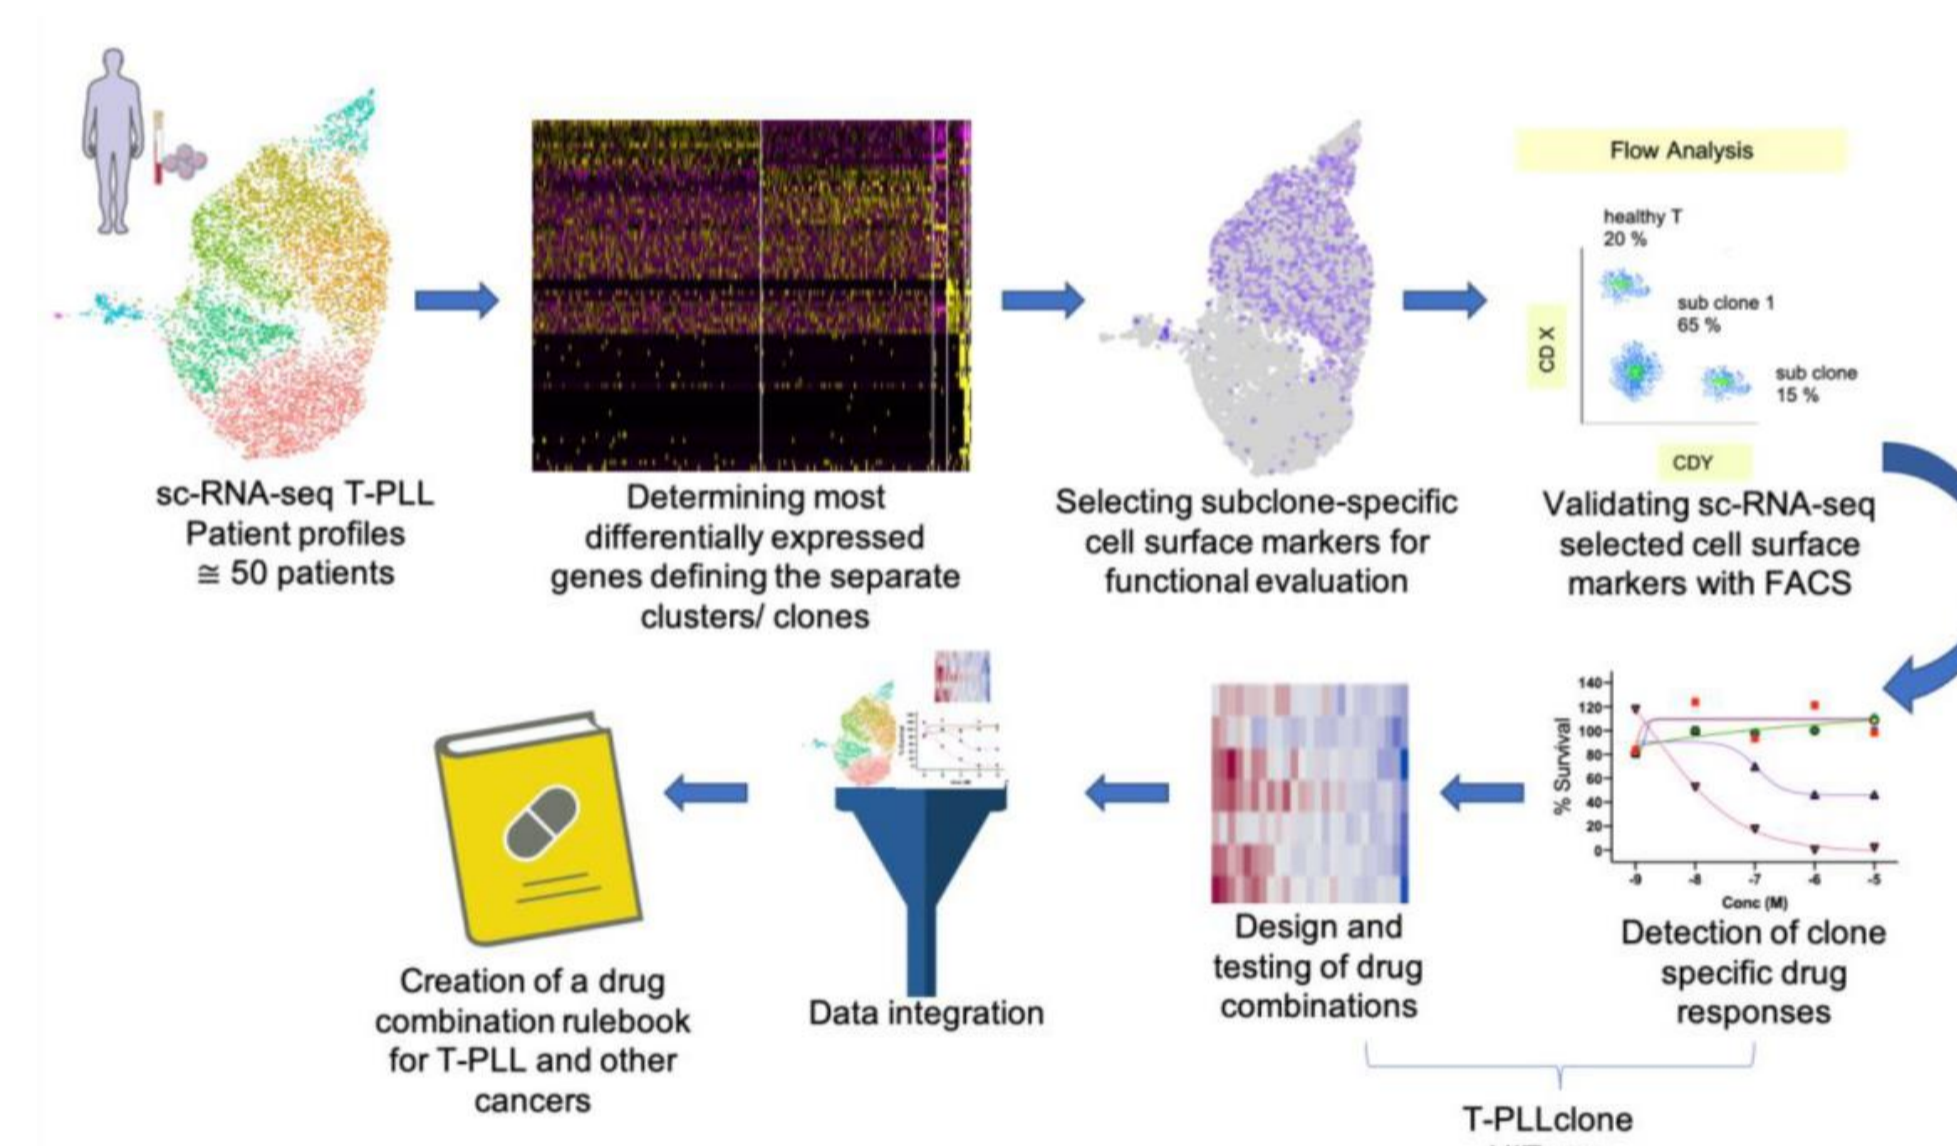 sc-RNA-seq T-PLL
Patient profiles
≅ 50 patients
Determining most
differentially expressed
genes defining the separate
clusters/ clones
Selecting subclone-specific
cell surface markers for
functional evaluation
Flow Analysis
healthy T
20 %
sub clone 1
65 %
sub clone
15 %
CD X
CDY
Validating sc-RNA-seq
selected cell surface
markers with FACS
% Survival
140
120
100
80
60
40
20
0
-9 -8 -7 -6 -5
Conc (M)
Detection of clone
specific drug
responses
Design and
testing of drug
combinations
Data integration
Creation of a drug
combination rulebook
for T-PLL and other
cancers
T-PLLclone